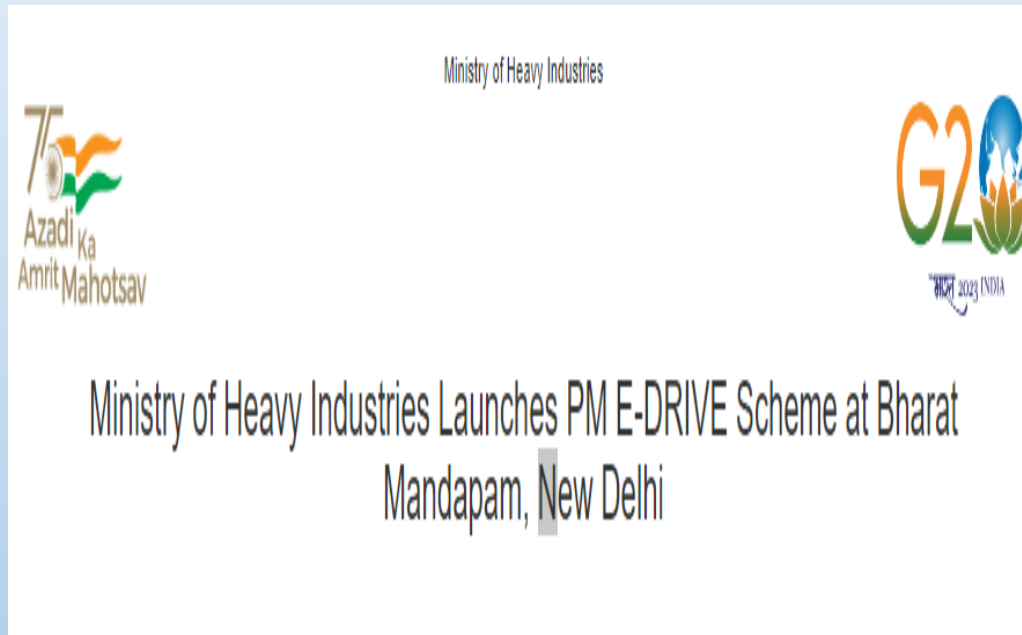 Ministry of Heavy Industries
75
Azadi Ka
Amrit Mahotsav
G20
भारत 2023 INDIA
Ministry of Heavy Industries Launches PM E-DRIVE Scheme at Bharat
Mandapam, New Delhi